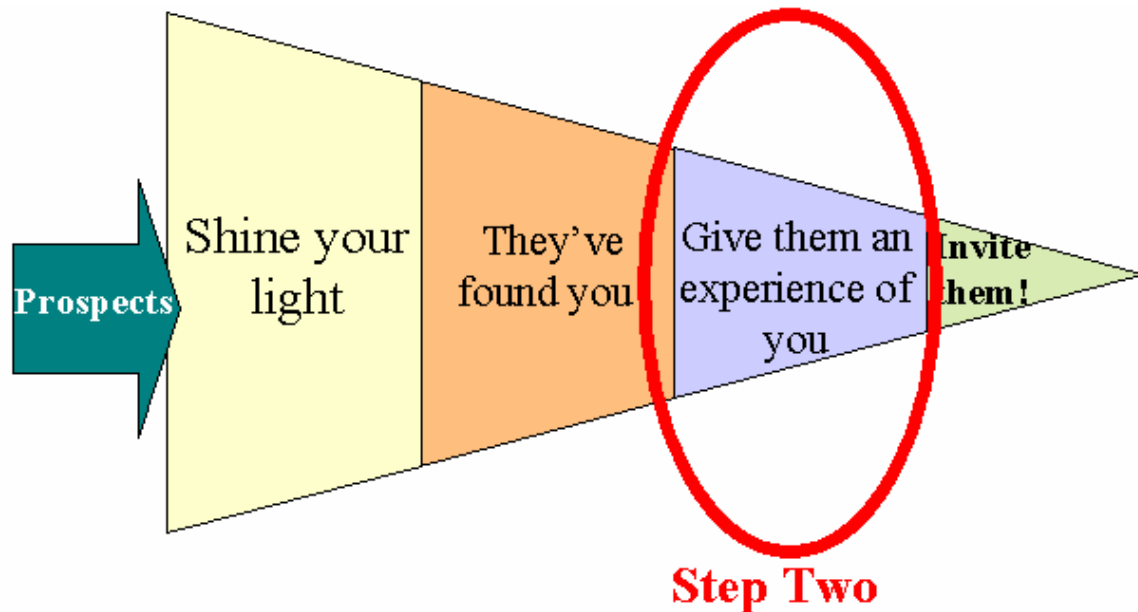 Prospects
Shine your
light
They’ve
found you
Give them an
experience of
you
Invite
them!
Step Two